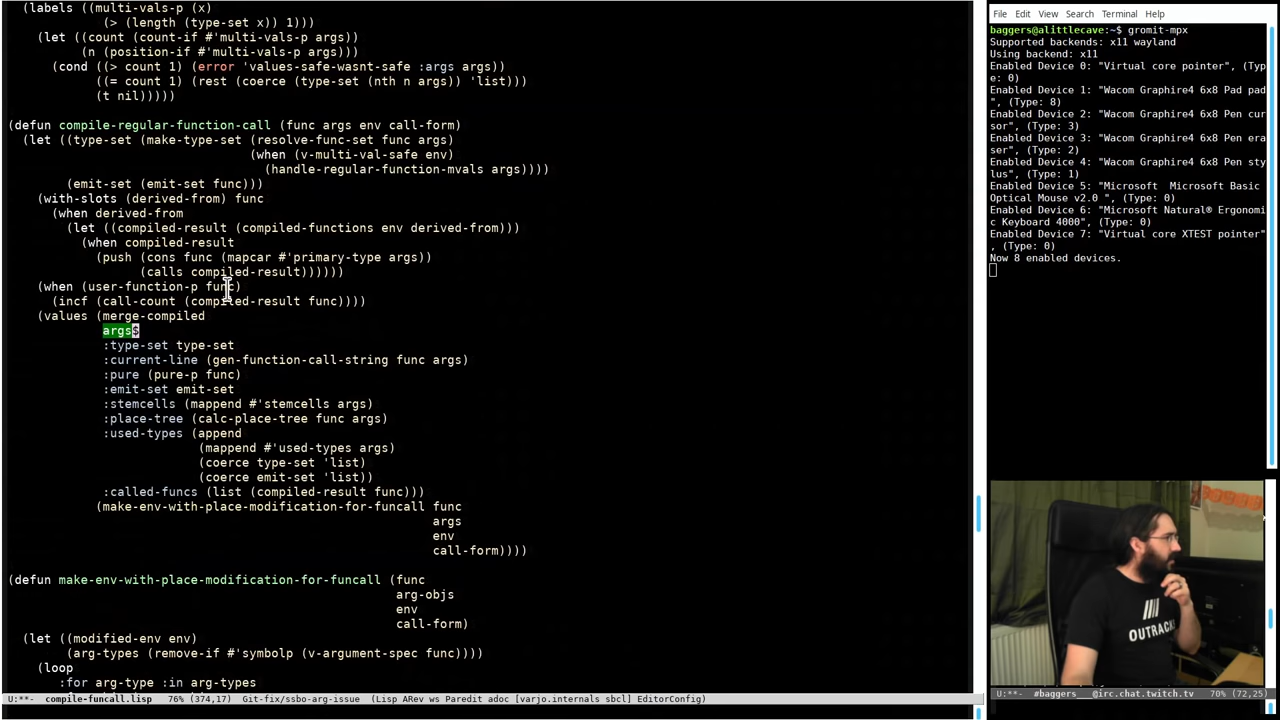 (labels ((multi-vals-p (x)
(> (length (type-set x)) 1)))
(let ((count (count-if #'multi-vals-p args))
(n (position-if #'multi-vals-p args)))
(cond ((> count 1) (error 'values-safe-wasnt-safe :args args))
((= count 1) (rest (coerce (type-set (nth n args)) 'list)))
(t nil)))))
(defun compile-regular-function-call (func args env call-form)
(let ((type-set (make-type-set (resolve-func-set func args)
(when (v-multi-val-safe env)
(handle-regular-function-mvals args))))
(emit-set (emit-set func)))
(with-slots (derived-from) func
(when derived-from
(let ((compiled-result (compiled-functions env derived-from)))
(when compiled-result
(push (cons func (mapcar #'primary-type args))
(calls compiled-result))))))
(when (user-function-p func)
(incf (call-count (compiled-result func))))
(values (merge-compiled
args$
:type-set type-set
:current-line (gen-function-call-string func args)
:pure (pure-p func)
:emit-set emit-set
:stemcells (mappend #'stemcells args)
:place-tree (calc-place-tree func args)
:used-types (append
(mappend #'used-types args)
(coerce type-set 'list)
(coerce emit-set 'list))
:called-funcs (list (compiled-result func)))
(make-env-with-place-modification-for-funcall func
args
env
call-form))))
(defun make-env-with-place-modification-for-funcall (func
arg-objs
env
call-form)
(let ((modified-env env)
(arg-types (remove-if #'symbolp (v-argument-spec func))))
(loop
:for arg-type :in arg-types
U:**- compile-funcall.lisp 76% (374,17) Git-fix/ssbo-arg-issue (Lisp ARev ws Paredit adoc [varjo.internals sbcl] EditorConfig)
File Edit View Search Terminal Help
baggers@alittlecave:~$ gromit-mpx
Supported backends: x11 wayland
Using backend: x11
Enabled Device 0: "Virtual core pointer", (Typ
e: 0)
Enabled Device 1: "Wacom Graphire4 6x8 Pad pad
", (Type: 8)
Enabled Device 2: "Wacom Graphire4 6x8 Pen cur
sor", (Type: 3)
Enabled Device 3: "Wacom Graphire4 6x8 Pen era
ser", (Type: 2)
Enabled Device 4: "Wacom Graphire4 6x8 Pen sty
lus", (Type: 1)
Enabled Device 5: "Microsoft  Microsoft Basic
Optical Mouse v2.0 ", (Type: 0)
Enabled Device 6: "Microsoft Natural® Ergonomi
c Keyboard 4000", (Type: 0)
Enabled Device 7: "Virtual core XTEST pointer"
, (Type: 0)
Now 8 enabled devices.
OUTRACKS
U:**- #baggers _@irc.chat.twitch.tv 70% (72,25)